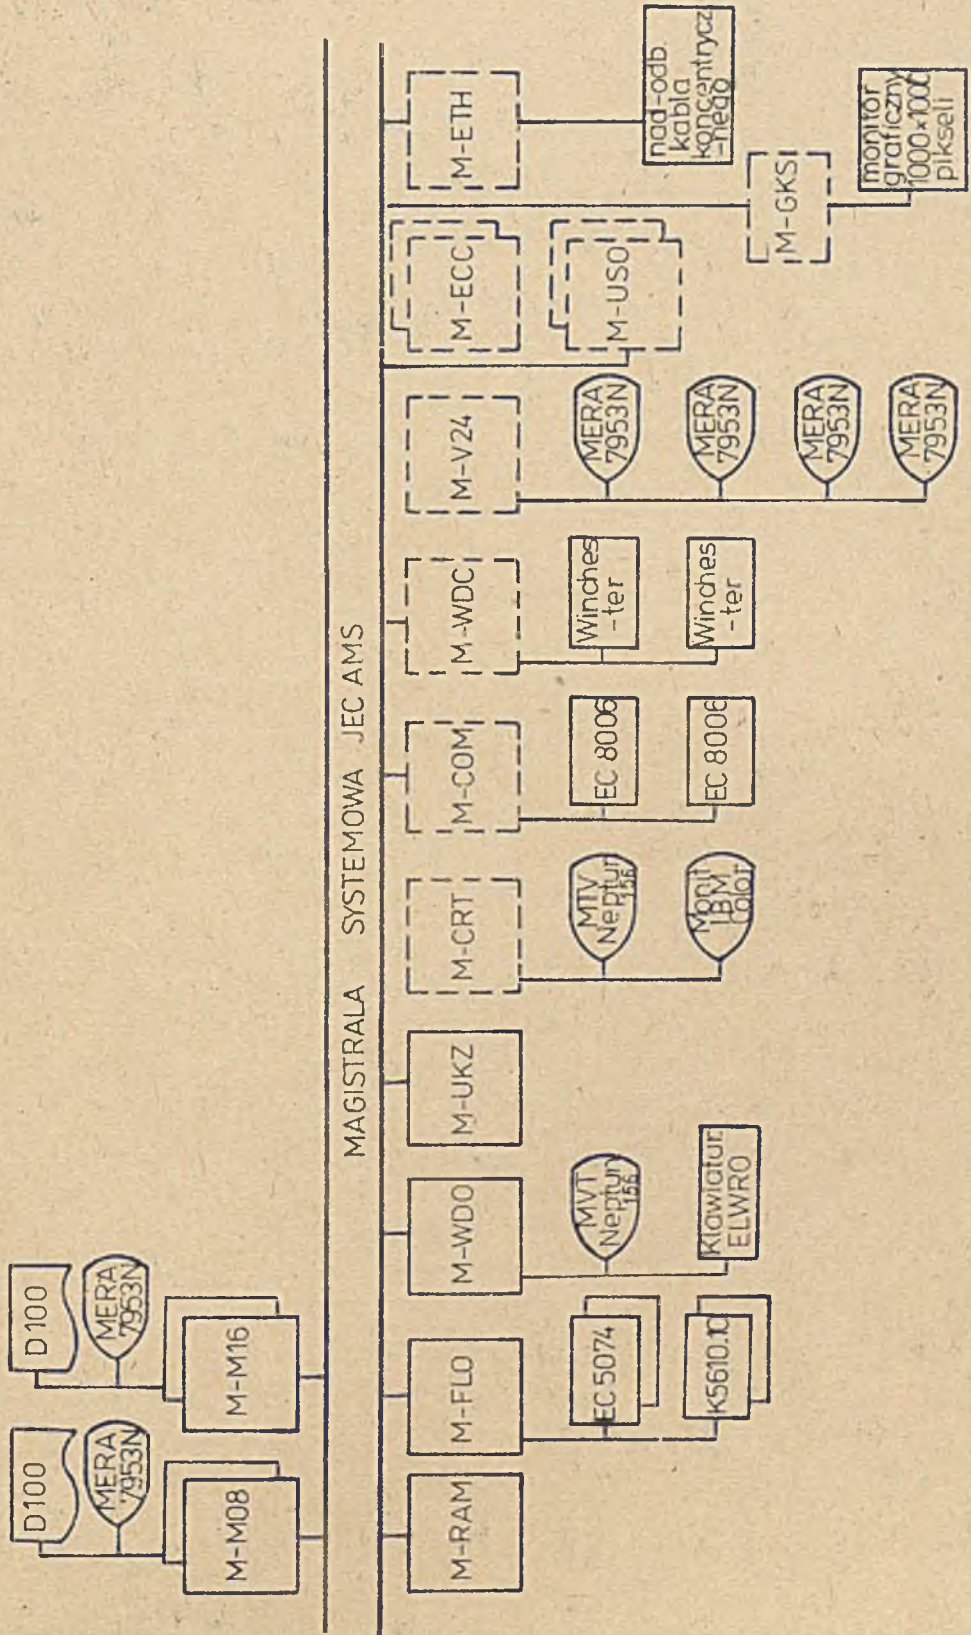 D100
MERA
7953N
M-M08
D100
MERA
7953N
M-M16
MAGISTRALA SYSTEMOWA JEC AMS
M-RAM
M-FLO
EC 5074
K5610.10
M-WDO
MVT
Neptun
156
Klawiatur.
ELWRO
M-UKZ
M-CRT
MTV
Neptun
156
Monit
IBM
Color
M-COM
EC 8006
EC 8006
M-WDC
Winches
-ter
Winches
-ter
M-V24
MERA
7953N
MERA
7953N
MERA
7953N
MERA
7953N
M-ECC
M-USO
M-ETH
nad-odb
kabla
koncentrycz
-nego
M-GKSI
monitor
graficzny
1000×1000
pikseli